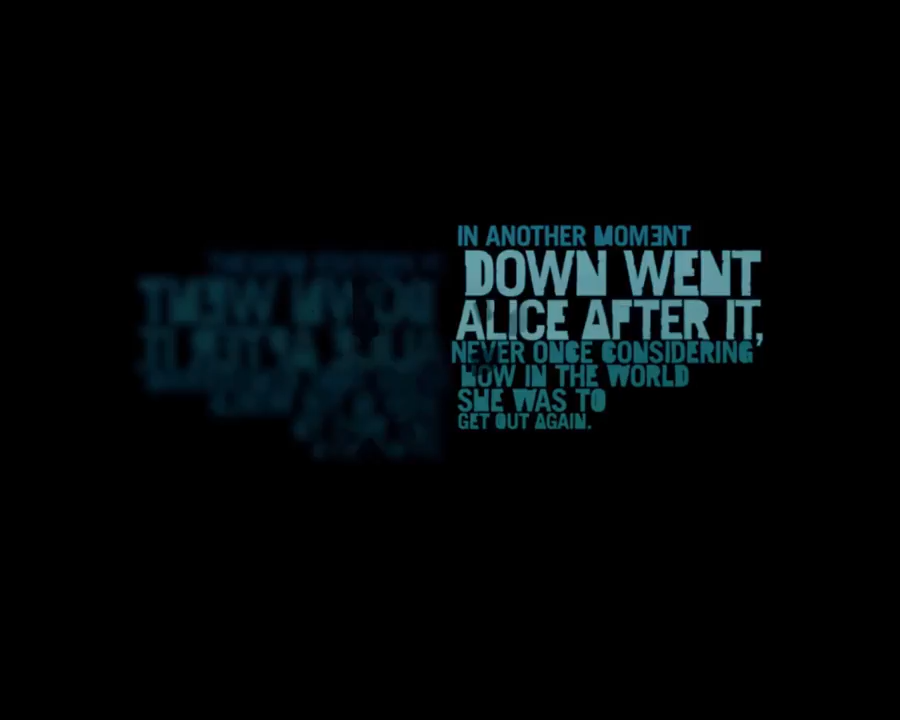 IN ANOTHER MOMENT
DOWN WENT
ALICE AFTER IT,
NEVER ONCE CONSIDERING
HOW IN THE WORLD
SHE WAS TO
GET OUT AGAIN.